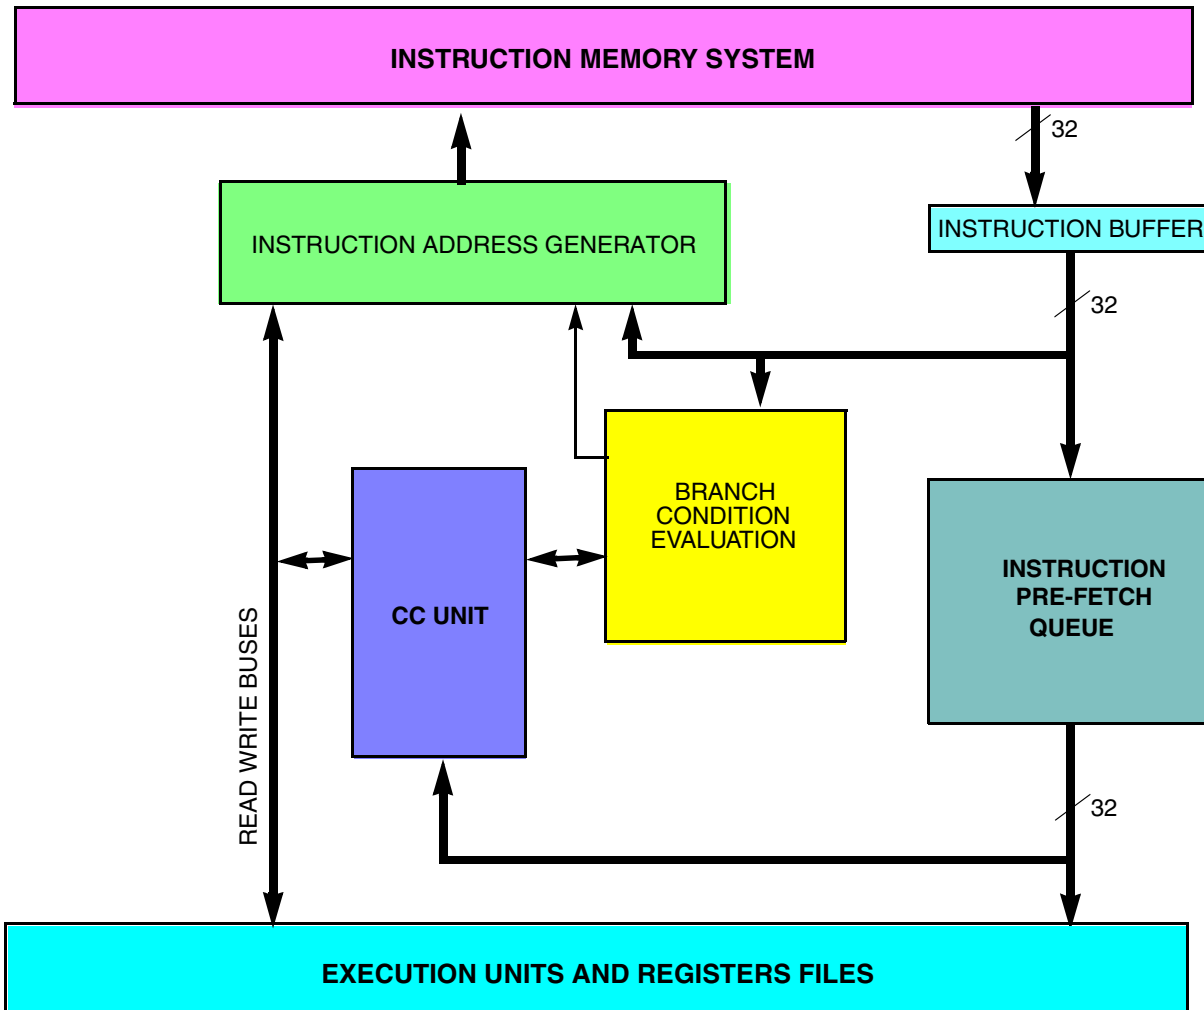 INSTRUCTION MEMORY SYSTEM
32
INSTRUCTION ADDRESS GENERATOR
INSTRUCTION BUFFER
32
BRANCH
CONDITION
EVALUATION
INSTRUCTION
PRE-FETCH
QUEUE
CC UNIT
READ WRITE BUSES
32
EXECUTION UNITS AND REGISTERS FILES